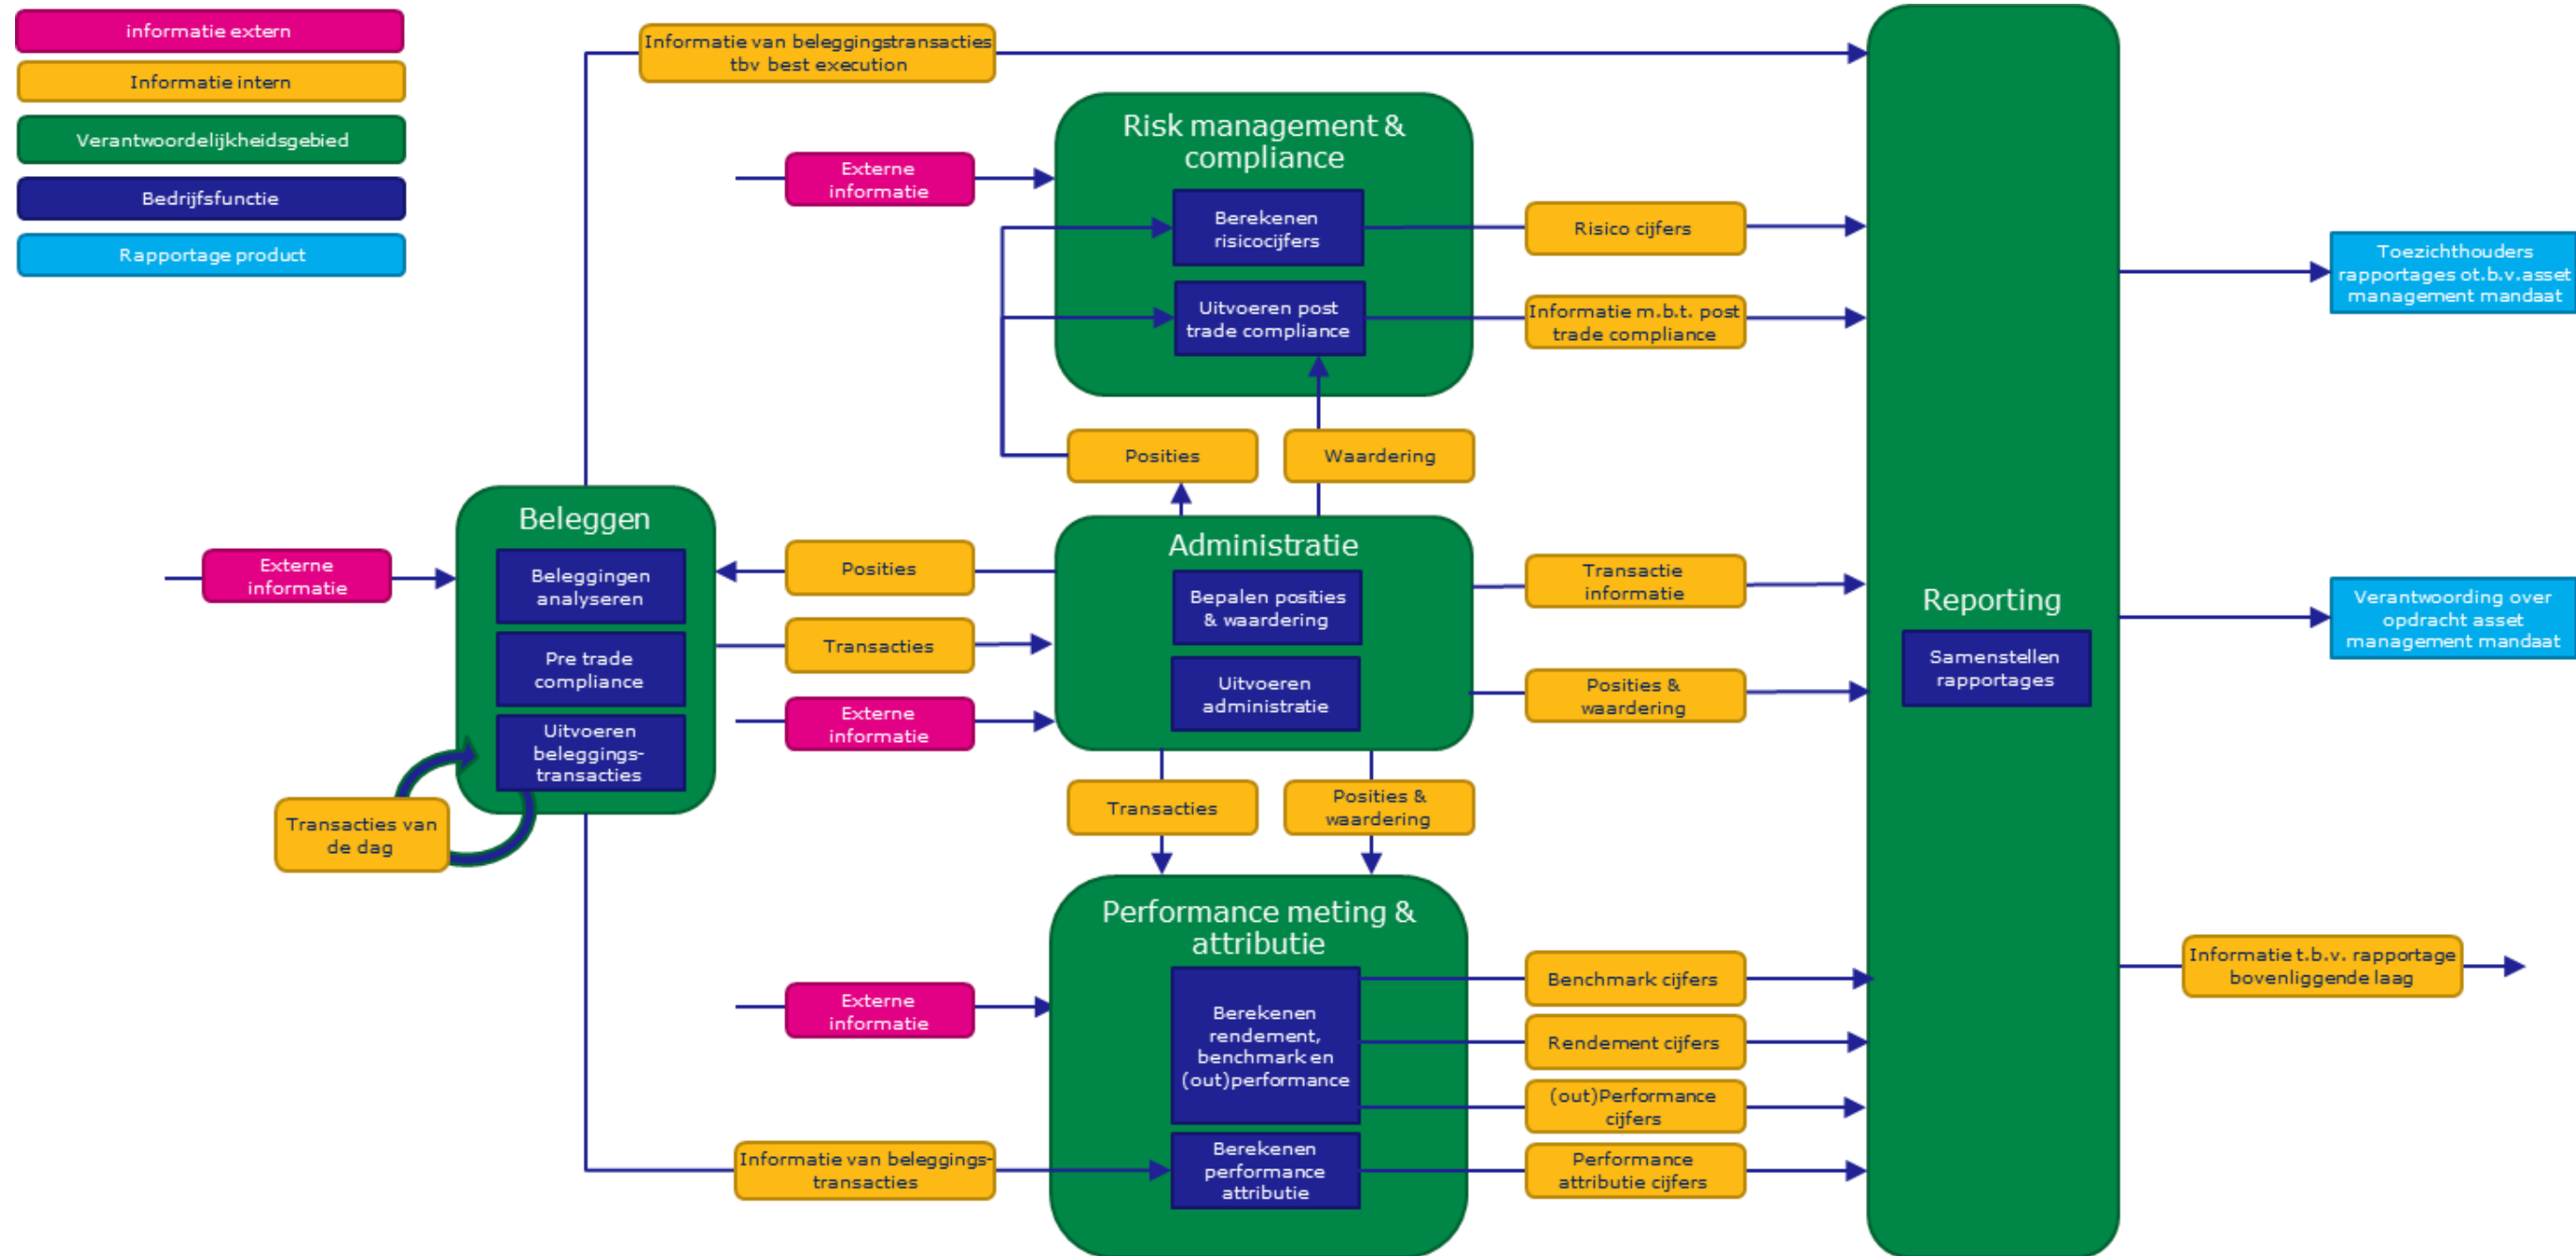 informatie extern
Informatie intern
Verantwoordelijkheidsgebied
Bedrijfsfunctie
Rapportage product
Informatie van beleggingstransacties
tbv best execution
Risk management &
compliance
Externe
informatie
Berekenen
risicocijfers
Risico cijfers
Uitvoeren post
trade compliance
Informatie m.b.t. post
trade compliance
Toezichthouders
rapportages ot.b.v.asset
management mandaat
Posities
Waardering
Beleggen
Externe
informatie
Beleggingen
analyseren
Pre trade
compliance
Uitvoeren
beleggings-
transacties
Transacties van
de dag
Posities
Transacties
Externe
informatie
Administratie
Bepalen posities
& waardering
Uitvoeren
administratie
Transactie
informatie
Posities &
waardering
Reporting
Samenstellen
rapportages
Verantwoording over
opdracht asset
management mandaat
Transacties
Posities &
waardering
Performance meting &
attributie
Externe
informatie
Berekenen
rendement,
benchmark en
(out)performance
Benchmark cijfers
Rendement cijfers
(out)Performance
cijfers
Informatie t.b.v. rapportage
bovenliggende laag
Informatie van beleggings-
transacties
Berekenen
performance
attributie
Performance
attributie cijfers